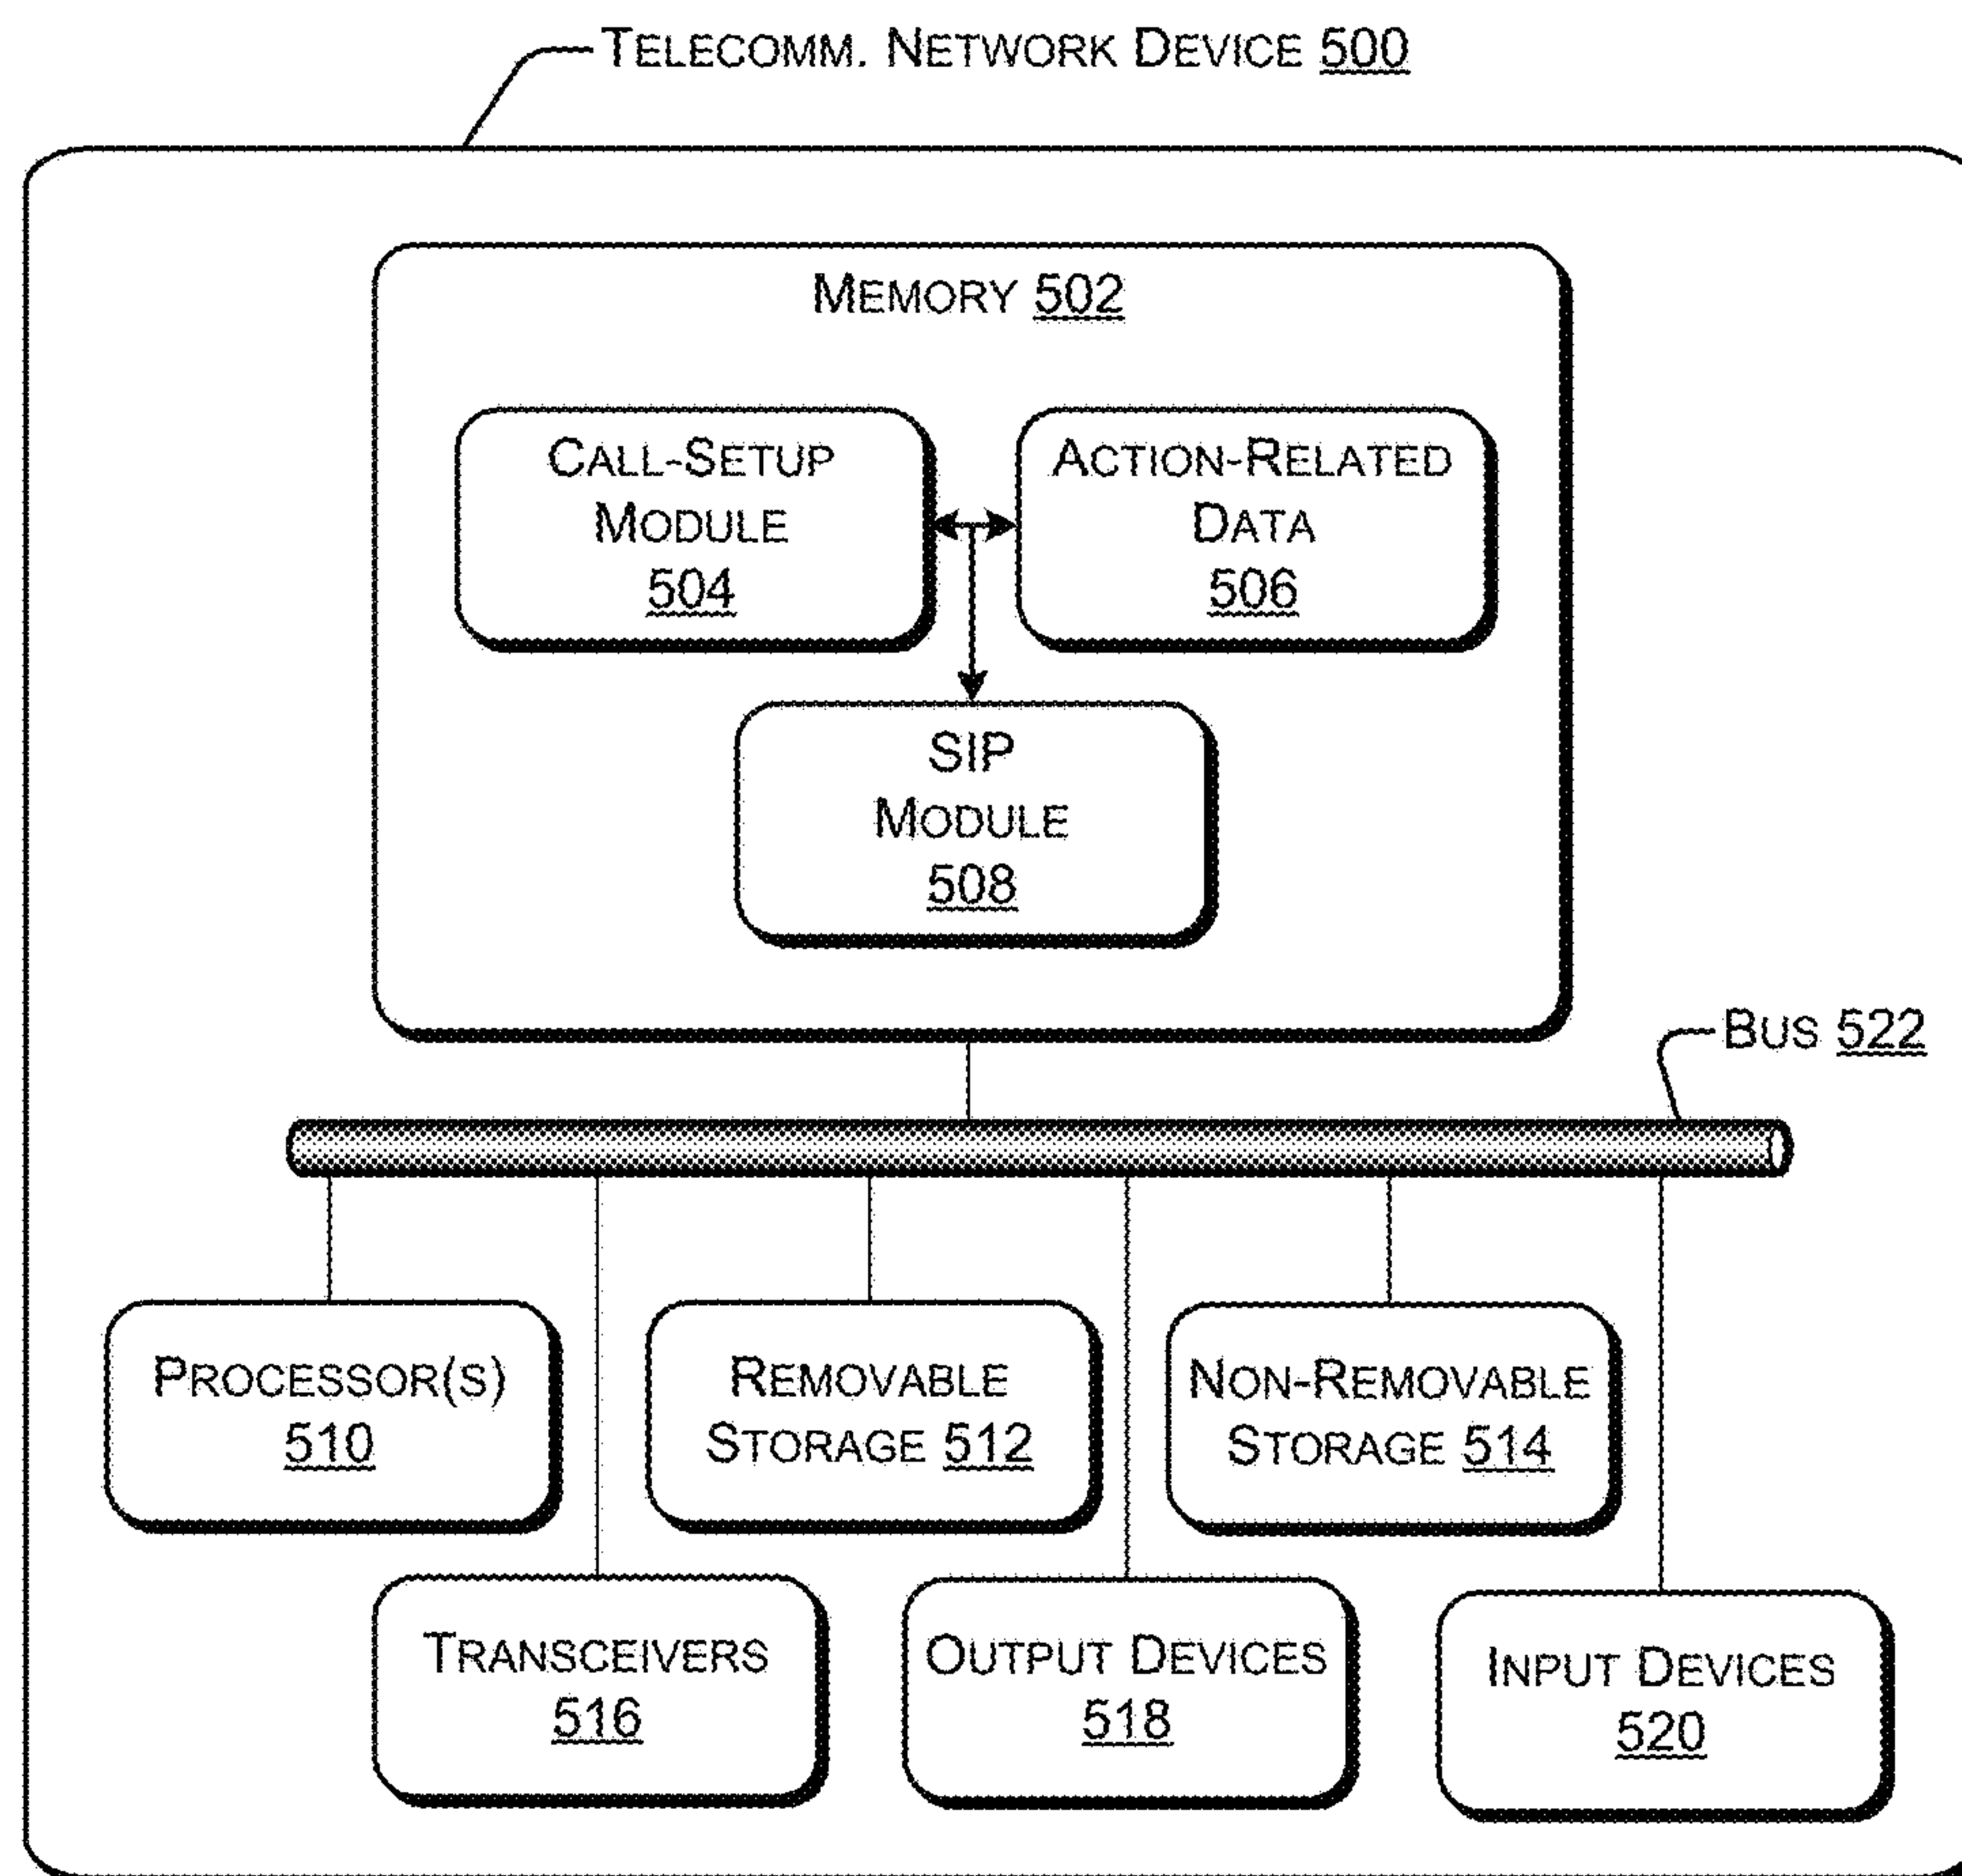 TELECOMM. NETWORK DEVICE 500
MEMORY 502
CALL-SETUP
MODULE
504
ACTION-RELATED
DATA
506
SIP
MODULE
508
BUS 522
PROCESSOR(S)
510
REMOVABLE
STORAGE 512
NON-REMOVABLE
STORAGE 514
TRANSCEIVERS
516
OUTPUT DEVICES
518
INPUT DEVICES
520